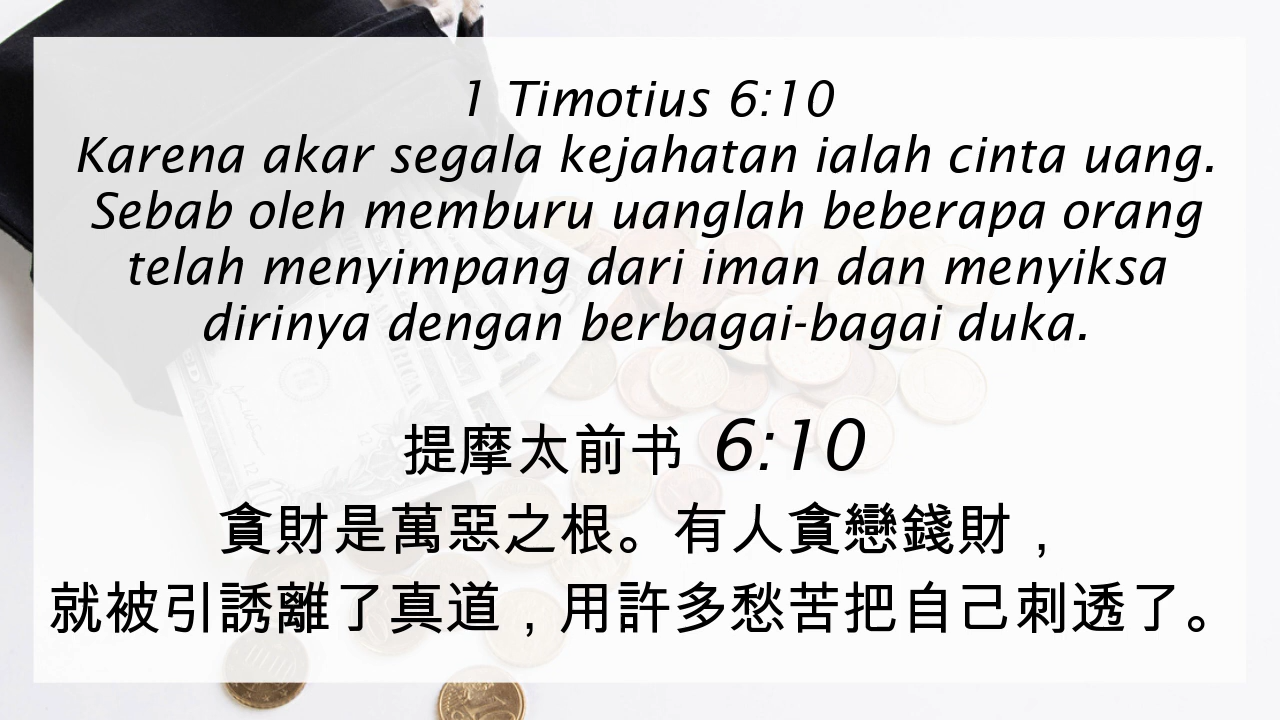 1 Timotius 6:10
Karena akar segala kejahatan ialah cinta uang.
Sebab oleh memburu uanglah beberapa orang
telah menyimpang dari iman dan menyiksa
dirinya dengan berbagai-bagai duka.
提摩太前书 6:10
貪財是萬惡之根。有人貪戀錢財，
就被引誘離了真道，用許多愁苦把自己刺透了。